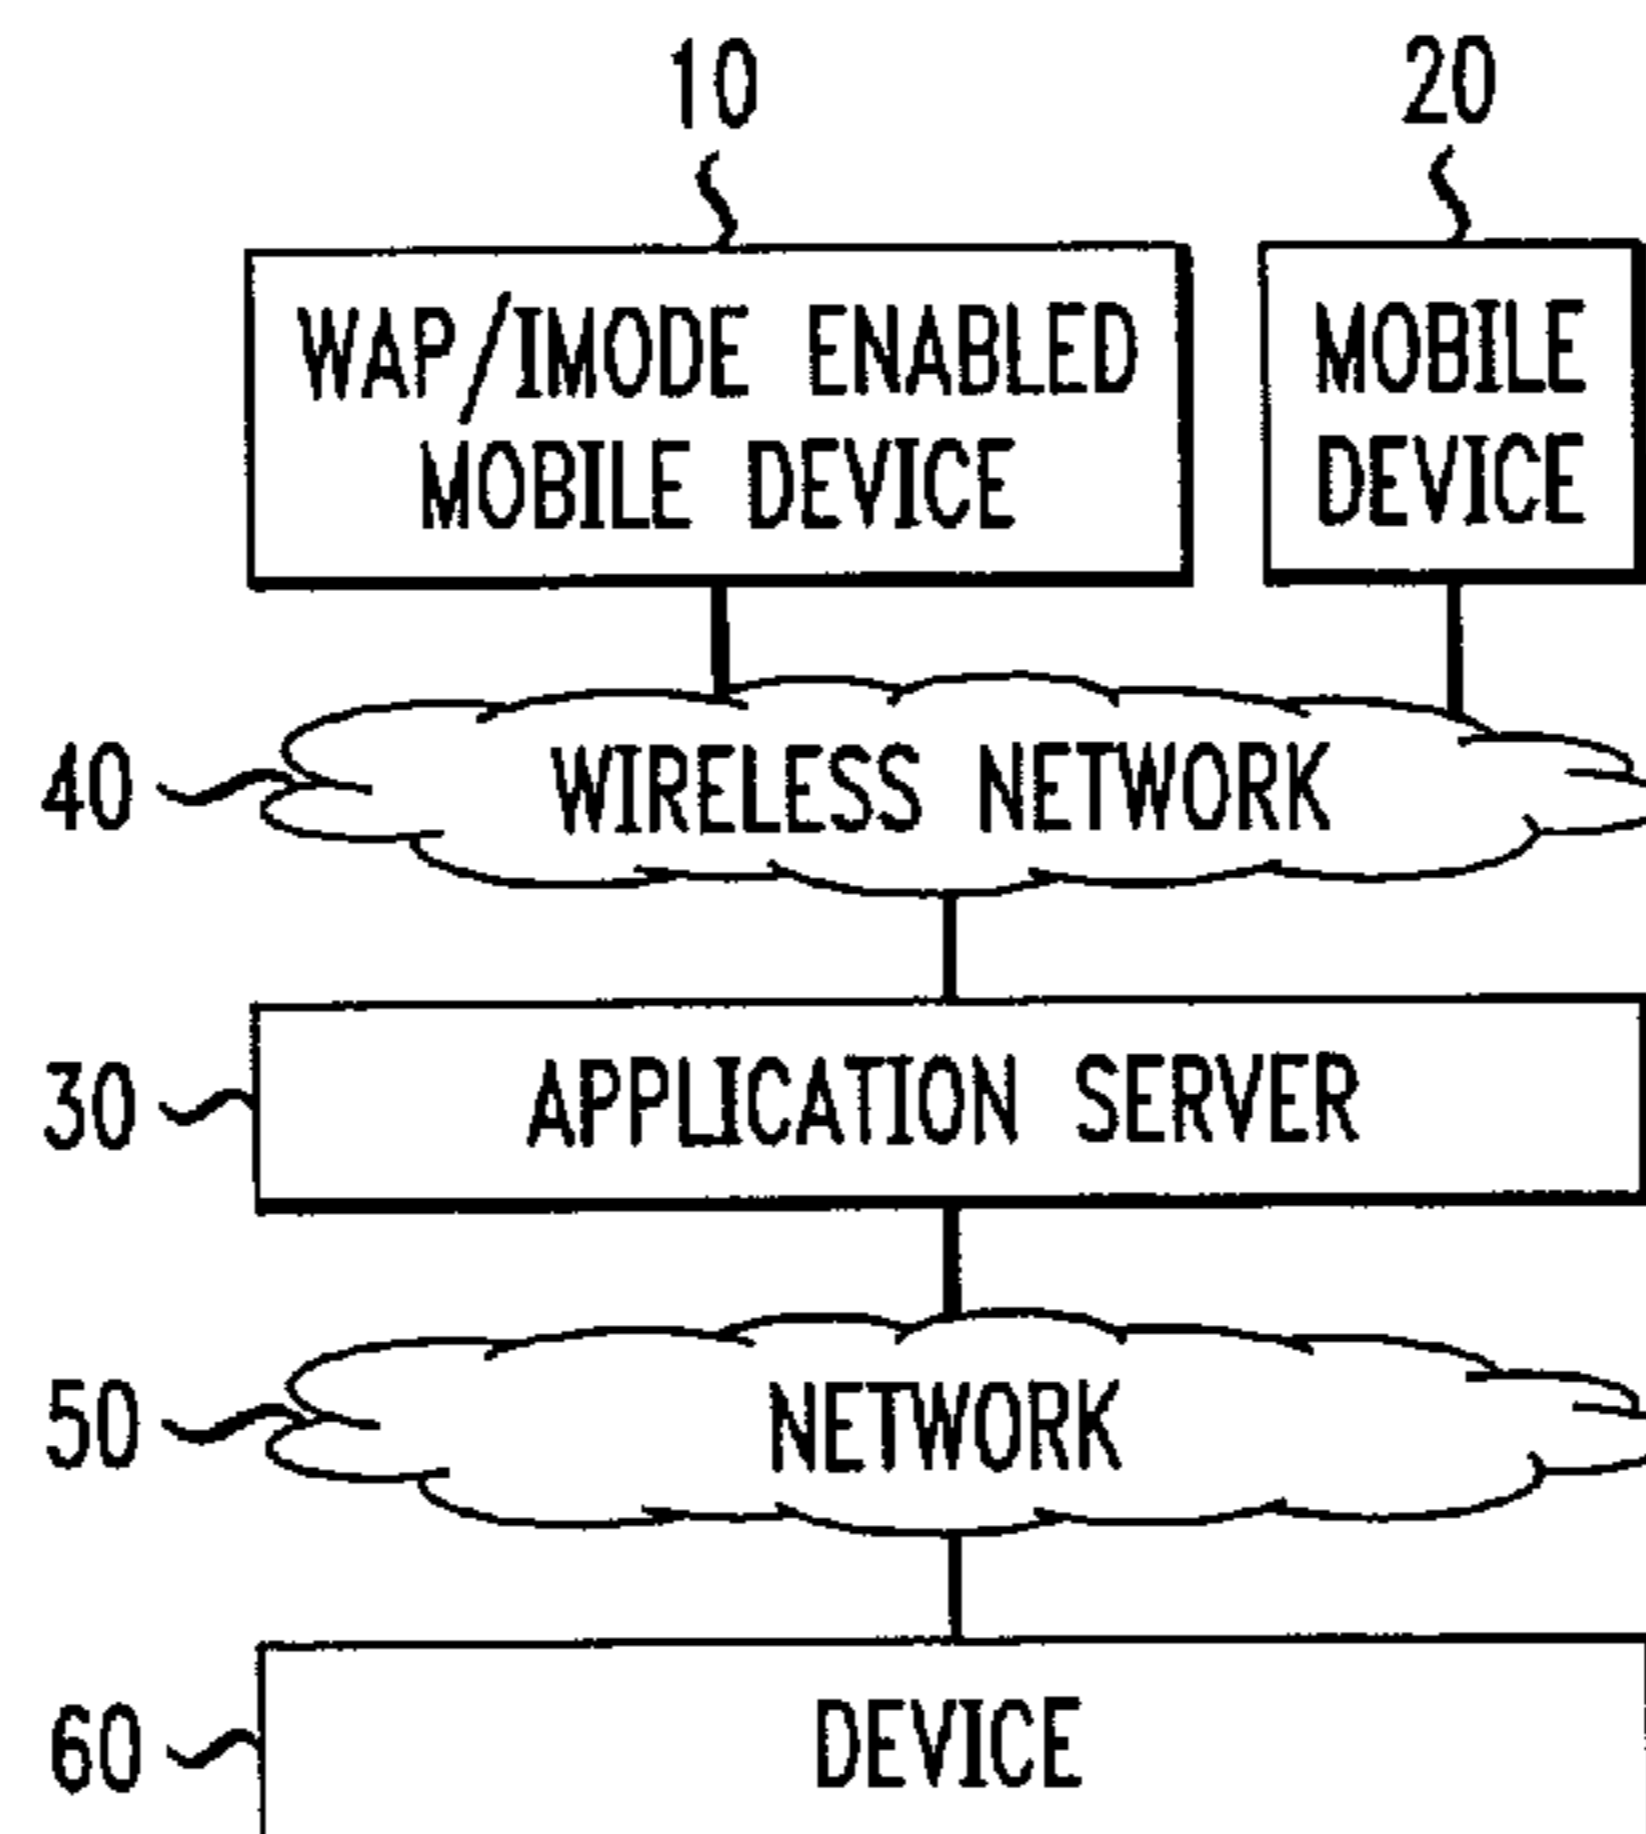 10
20
WAP/IMODE ENABLED
MOBILE DEVICE
MOBILE
DEVICE
40
WIRELESS NETWORK
30
APPLICATION SERVER
50
NETWORK
60
DEVICE